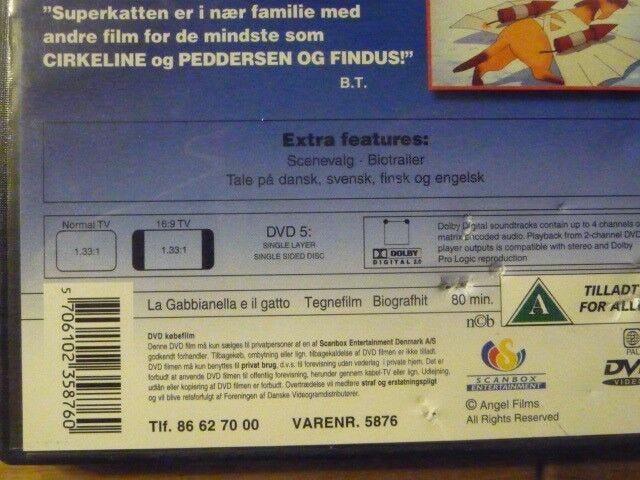 "Superkatten er i nær familie med
andre film for de mindste som
CIRKELINE og PEDDERSEN OG FINDUS!"
B.T.
Extra features:
Scenevalg - Biotrailer
Tale på dansk, svensk, finsk og engelsk
Normal TV
1.33:1
16:9 TV
1.33:1
DVD 5:
SINGLE LAYER
SINGLE SIDED DISC
DOLBY
DIGITAL 2.0
Dolby Digital soundtracks contain up to 4 channels o
matrix encoded audio. Playback from 2-channel DVD
player outputs is compatible with stereo and Dolby
Pro Logic reproduction
La Gabbianella e il gatto Tegnefilm Biografhit 80 min.
A
TILLADT
FOR ALL
5 706102 358760
DVD købefilm
Denne DVD film må kun sælges til privatpersoner af en af Scanbox Entertainment Denmark A/S
godkendt forhandler. Tilbagekøb, ombytning eller lign. tilbagekøb af DVD filmen er ikke tilladt.
DVD filmen må kun benyttes til privat brug, d.v.s. til forevisning uden vederlag i private hjem. Det er
forbudt at anvende DVD filmen til offentlig forevisning, herunder gennem kabel-TV eller lign. Udlejning,
udlån eller kopiering af DVD filmen er forbudt. Overtrædelse vil medføre straf og erstatningspligt
og vil blive retsforfulgt af Foreningen af Danske Videogramdistributører.
Tlf. 86 62 70 00 VARENR. 5876
n©b
SCANBOX
ENTERTAINMENT
© Angel Films
All Rights Reserved
PAL
DV
VIDEO